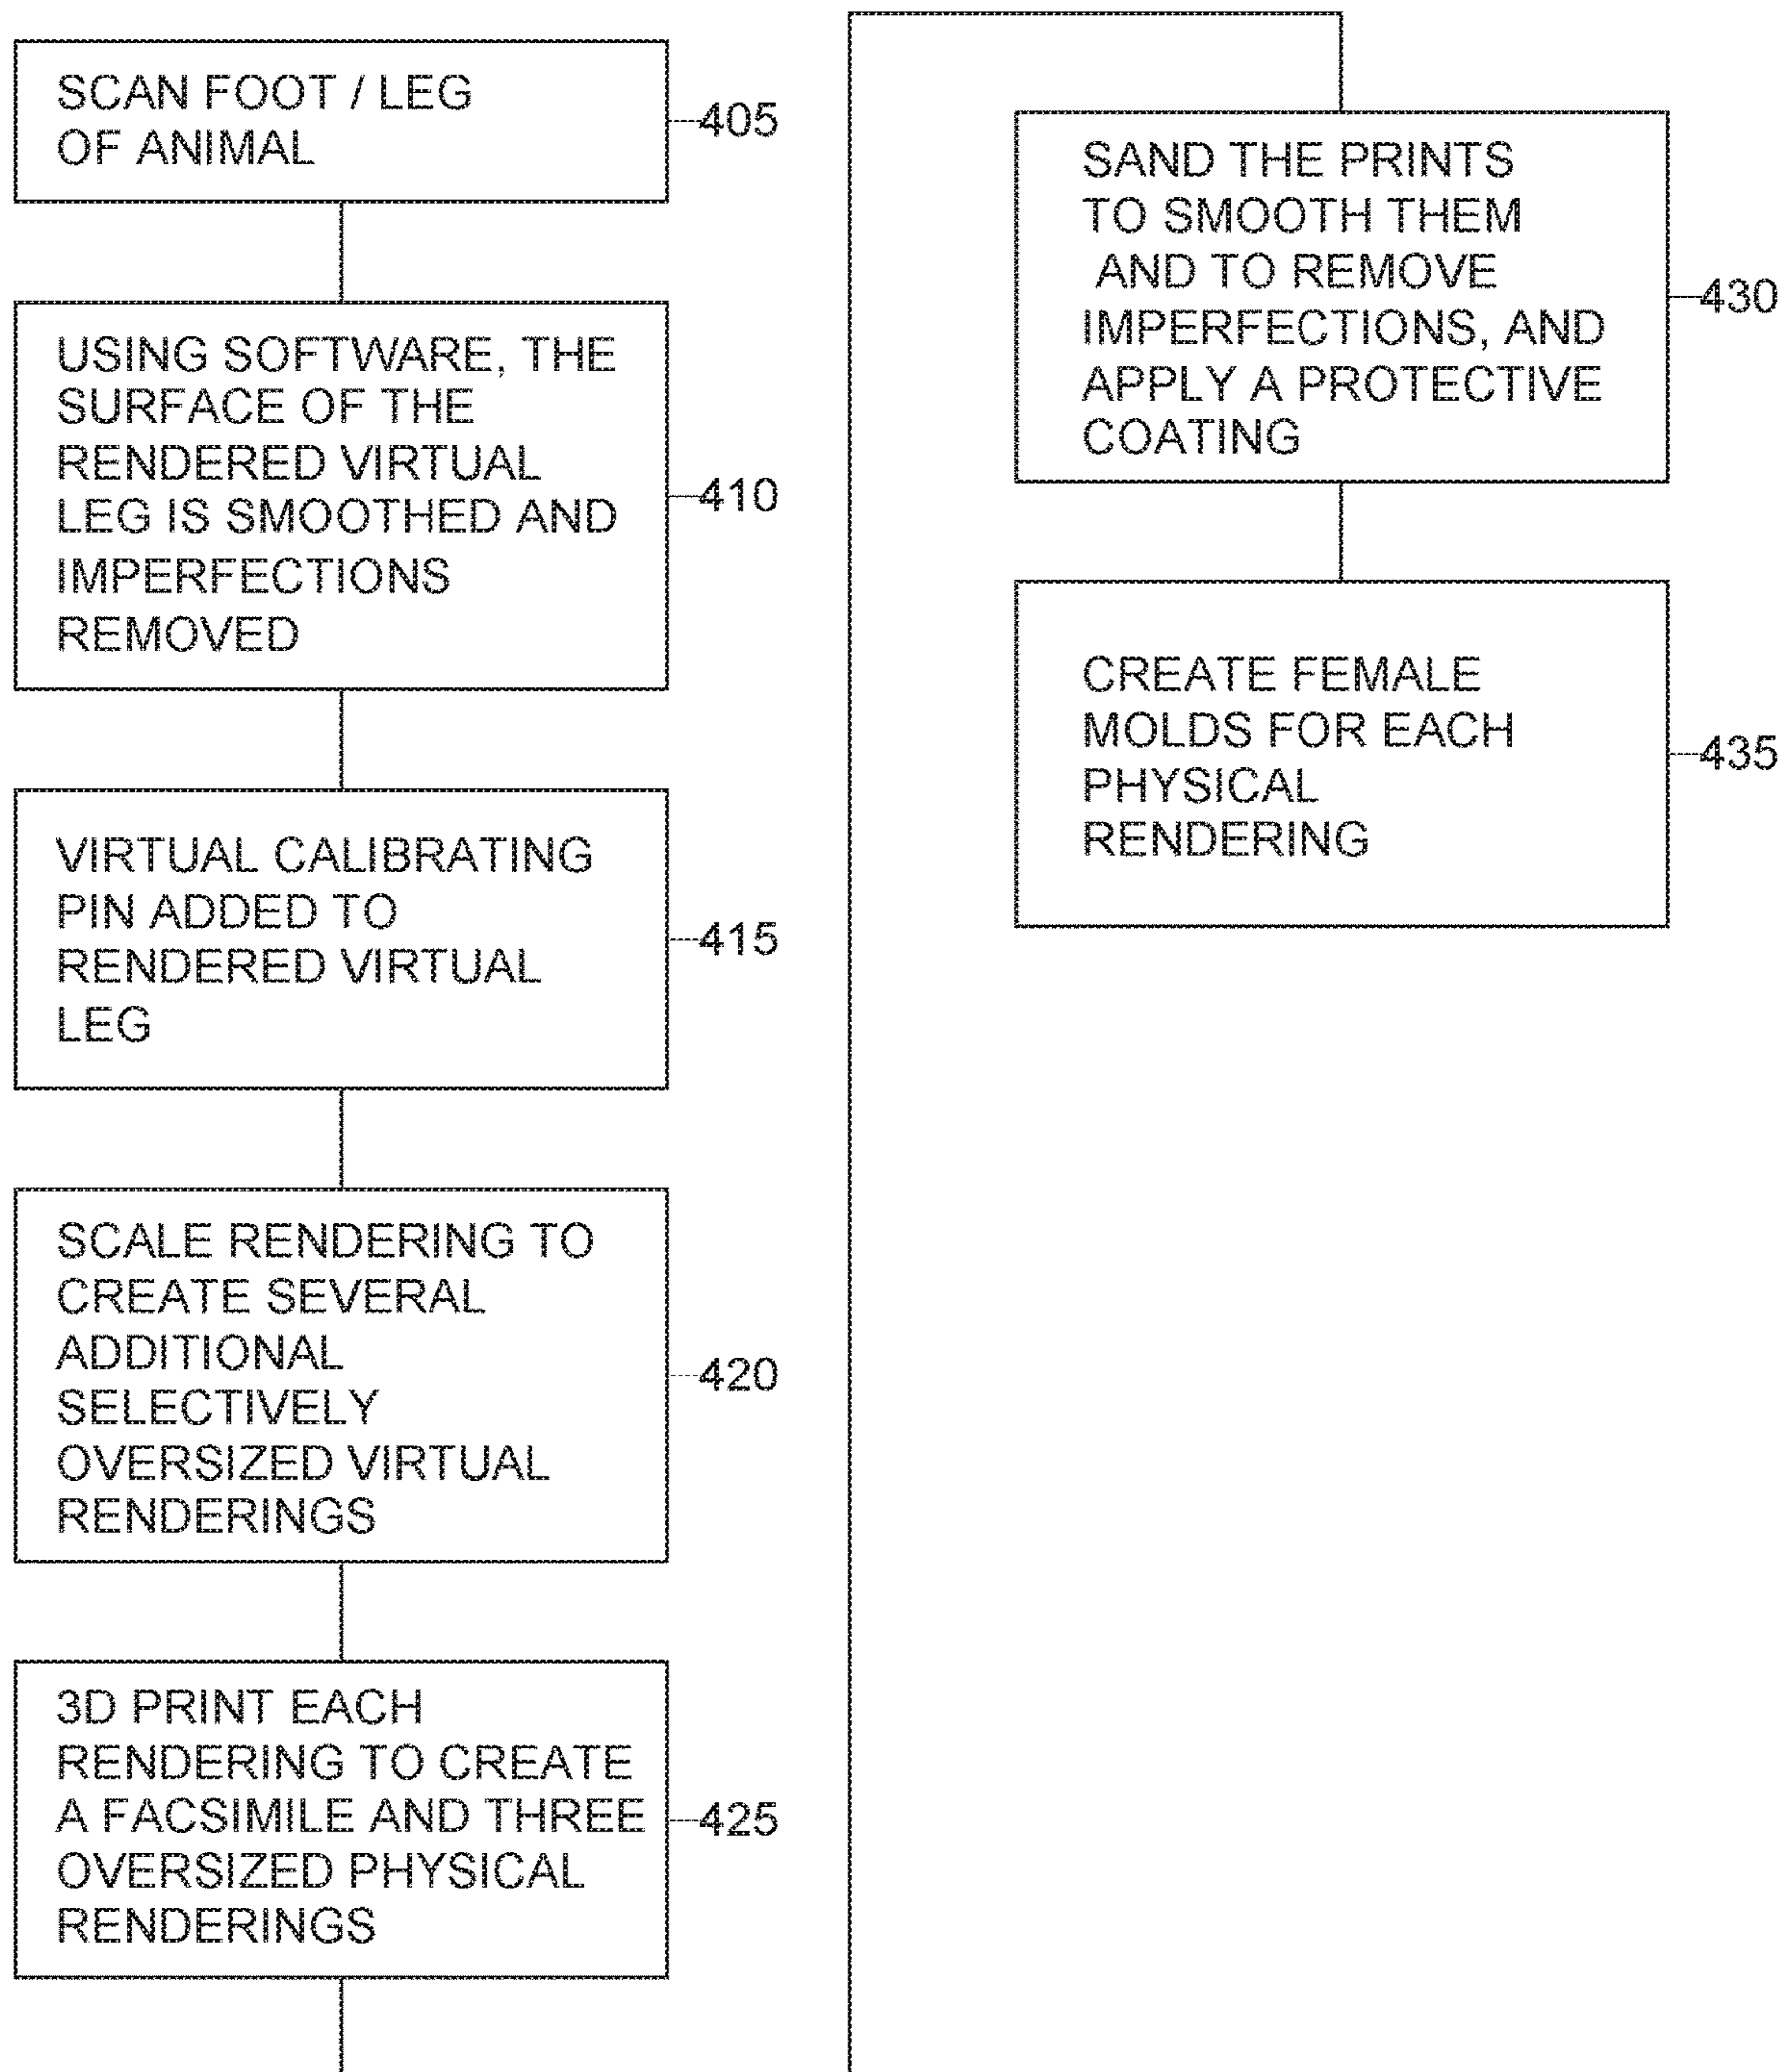 SCAN FOOT / LEG
OF ANIMAL
405
USING SOFTWARE, THE
SURFACE OF THE
RENDERED VIRTUAL
LEG IS SMOOTHED AND
IMPERFECTIONS
REMOVED
410
VIRTUAL CALIBRATING
PIN ADDED TO
RENDERED VIRTUAL
LEG
415
SCALE RENDERING TO
CREATE SEVERAL
ADDITIONAL
SELECTIVELY
OVERSIZED VIRTUAL
RENDERINGS
420
3D PRINT EACH
RENDERING TO CREATE
A FACSIMILE AND THREE
OVERSIZED PHYSICAL
RENDERINGS
425
SAND THE PRINTS
TO SMOOTH THEM
AND TO REMOVE
IMPERFECTIONS, AND
APPLY A PROTECTIVE
COATING
430
CREATE FEMALE
MOLDS FOR EACH
PHYSICAL
RENDERING
435